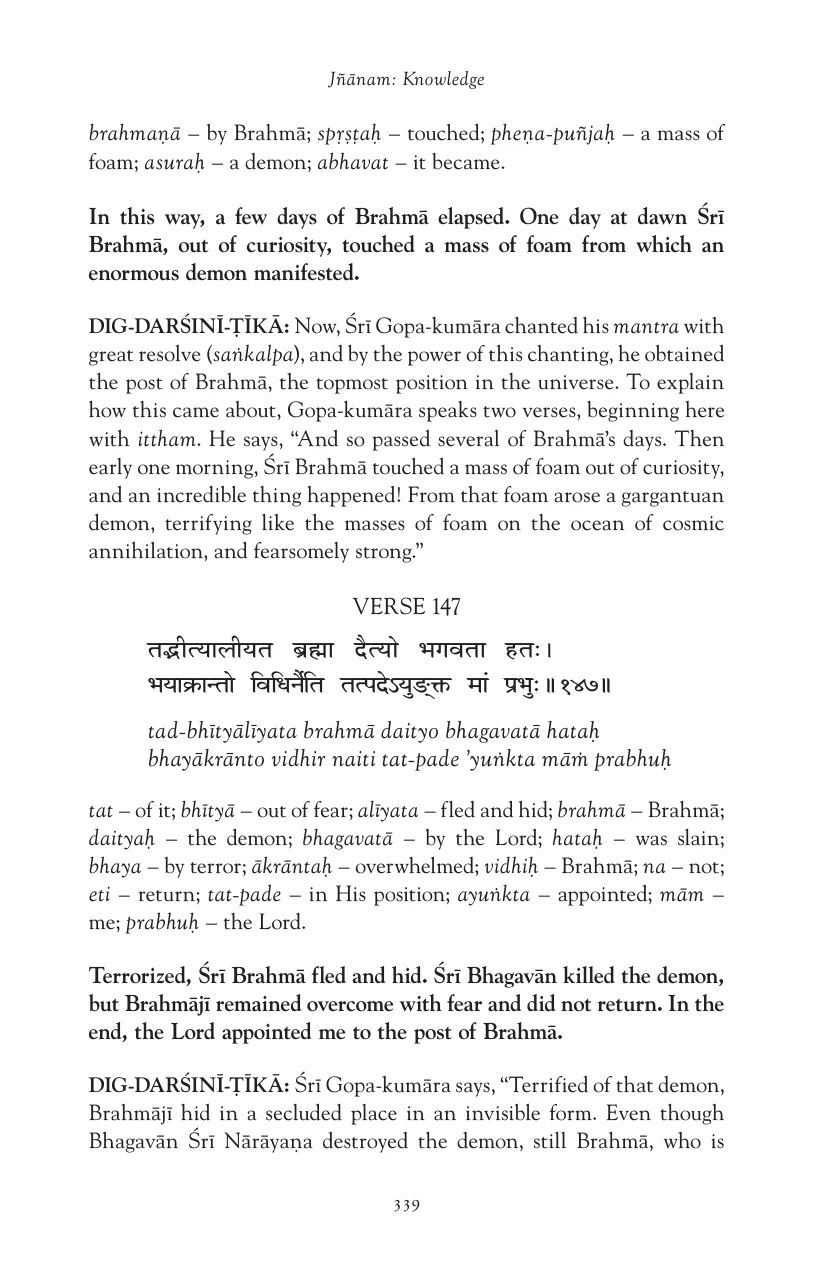 Jñānam: Knowledge
brahmaṇā – by Brahmā; spṛṣṭaḥ – touched; pheṇa-puñjaḥ – a mass of
foam; asuraḥ – a demon; abhavat – it became.
In this way, a few days of Brahmā elapsed. One day at dawn Śrī
Brahmā, out of curiosity, touched a mass of foam from which an
enormous demon manifested.
DIG-DARŚINĪ-ṬĪKĀ: Now, Śrī Gopa-kumāra chanted his mantra with
great resolve (saṅkalpa), and by the power of this chanting, he obtained
the post of Brahmā, the topmost position in the universe. To explain
how this came about, Gopa-kumāra speaks two verses, beginning here
with ittham. He says, “And so passed several of Brahmā’s days. Then
early one morning, Śrī Brahmā touched a mass of foam out of curiosity,
and an incredible thing happened! From that foam arose a gargantuan
demon, terrifying like the masses of foam on the ocean of cosmic
annihilation, and fearsomely strong.”
VERSE 147
तद्भीत्यालीयत ब्रह्मा दैत्यो भगवता हतः।
भयाक्रान्तो विधिर्नैति तत्पदेऽयुङ्क्त मां प्रभुः॥१४७॥
tad-bhītyālīyata brahmā daityo bhagavatā hataḥ
bhayākrānto vidhir naiti tat-pade ’yuṅkta māṁ prabhuḥ
tat – of it; bhītyā – out of fear; alīyata – fled and hid; brahmā – Brahmā;
daityaḥ – the demon; bhagavatā – by the Lord; hataḥ – was slain;
bhaya – by terror; ākrāntaḥ – overwhelmed; vidhiḥ – Brahmā; na – not;
eti – return; tat-pade – in His position; ayuṅkta – appointed; mām –
me; prabhuḥ – the Lord.
Terrorized, Śrī Brahmā fled and hid. Śrī Bhagavān killed the demon,
but Brahmājī remained overcome with fear and did not return. In the
end, the Lord appointed me to the post of Brahmā.
DIG-DARŚINĪ-ṬĪKĀ: Śrī Gopa-kumāra says, “Terrified of that demon,
Brahmājī hid in a secluded place in an invisible form. Even though
Bhagavān Śrī Nārāyaṇa destroyed the demon, still Brahmā, who is
339